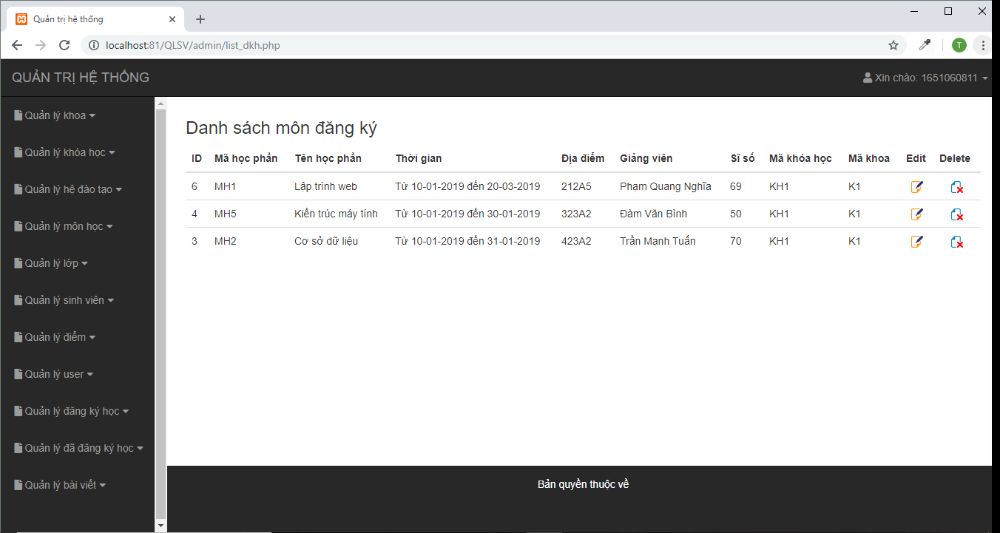 Quản trị hệ thống
localhost:81/QLSV/admin/list_dkh.php
T
QUẢN TRỊ HỆ THỐNG
Xin chào: 1651060811
Quản lý khoa
Quản lý khóa học
Quản lý hệ đào tạo
Quản lý môn học
Quản lý lớp
Quản lý sinh viên
Quản lý điểm
Quản lý user
Quản lý đăng ký học
Quản lý đã đăng ký học
Quản lý bài viết
Danh sách môn đăng ký
ID Mã học phần Tên học phần Thời gian Địa điểm Giảng viên Sĩ số Mã khóa học Mã khoa Edit Delete
6 MH1 Lập trình web Từ 10-01-2019 đến 20-03-2019 212A5 Phạm Quang Nghĩa 69 KH1 K1
4 MH5 Kiến trúc máy tính Từ 10-01-2019 đến 30-01-2019 323A2 Đàm Văn Bình 50 KH1 K1
3 MH2 Cơ sở dữ liệu Từ 10-01-2019 đến 31-01-2019 423A2 Trần Mạnh Tuấn 70 KH1 K1
Bản quyền thuộc về